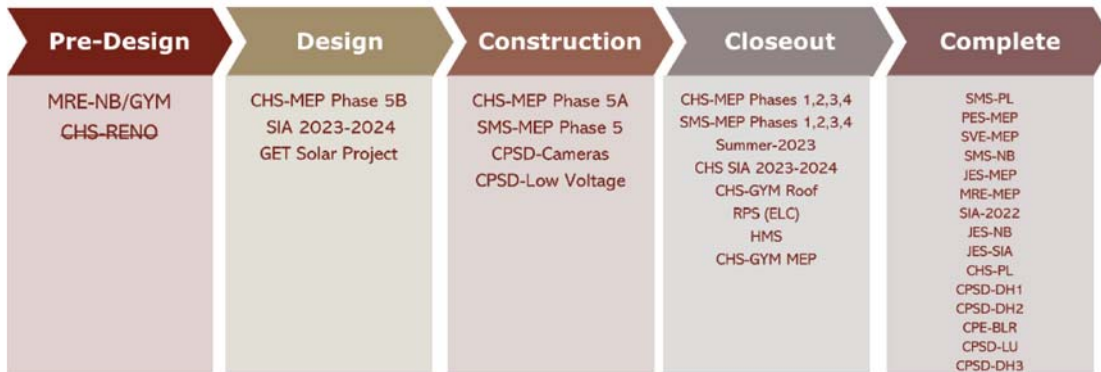 Pre-Design
MRE-NB/GYM
CHS-RENO
Design
CHS-MEP Phase 5B
SIA 2023-2024
GET Solar Project
Construction
CHS-MEP Phase 5A
SMS-MEP Phase 5
CPSD-Cameras
CPSD-Low Voltage
Closeout
CHS-MEP Phases 1,2,3,4
SMS-MEP Phases 1,2,3,4
Summer-2023
CHS SIA 2023-2024
CHS-GYM Roof
RPS (ELC)
HMS
CHS-GYM MEP
Complete
SMS-PL
PES-MEP
SVE-MEP
SMS-NB
JES-MEP
MRE-MEP
SIA-2022
JES-NB
JES-SIA
CHS-PL
CPSD-DH1
CPSD-DH2
CPE-BLR
CPSD-LU
CPSD-DH3